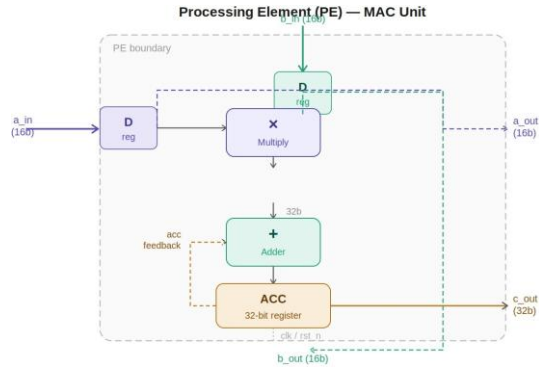 Processing Element (PE) — MAC Unit
b_in (16b)
PE boundary
D
reg
a_in
(16b)
D
reg
×
Multiply
a_out
(16b)
32b
+
Adder
acc
feedback
ACC
32-bit register
c_out
(32b)
clk / rst_n
b_out (16b)